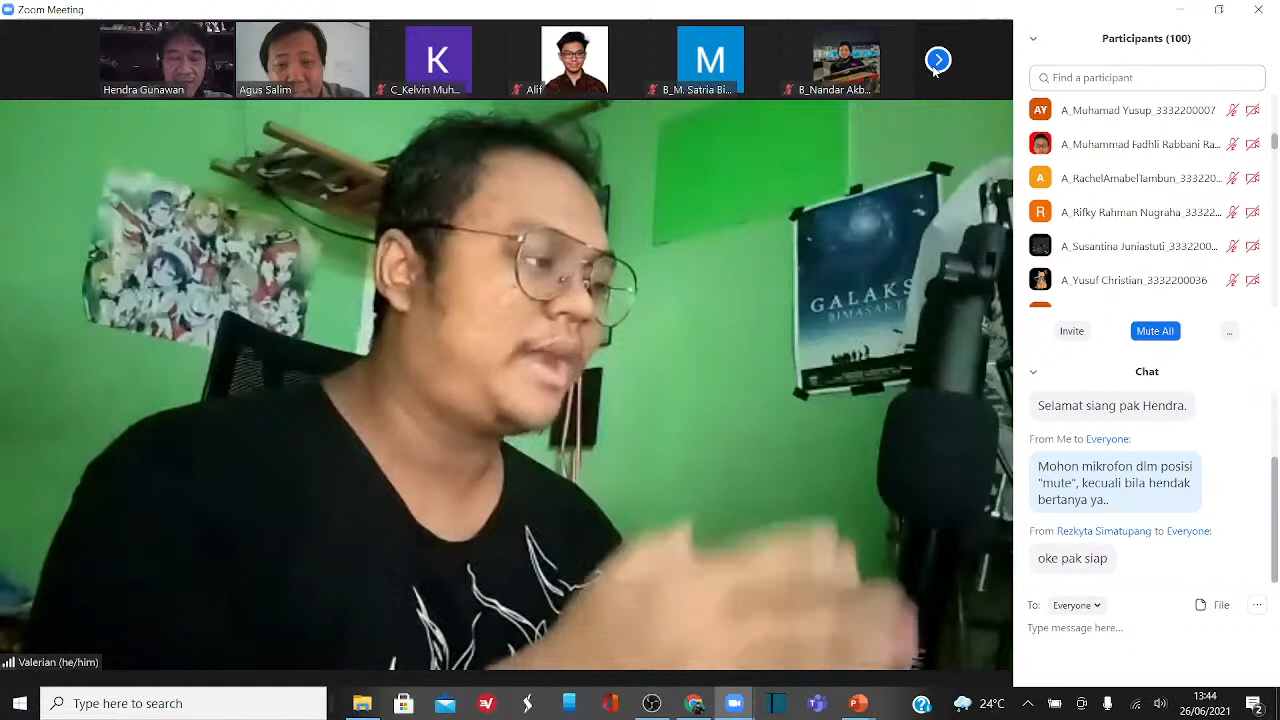 Zoom Meeting
Participants (100)
Hendra Gunawan
Agus Salim
K
C_Kelvin Muh...
Alif
M
B_M. Satria Bi...
B_Nandar Akb...
Find a participant
AY
A_Muhamad Yusup_3332200007
A_Muhammad Fadhli Rabbani_Ro...
A
A_RachelAmabelTambun_333220...
R
A_Rifky Rahman Nugraha_33322...
A_Susantina Juniastuti_3332200...
A_Yusuf Christian_3332200036
Invite
Mute All
...
Chat
Selamat siang pak Hendra.
From Me to Everyone:
Mohon mikrofon dlm posisi
"mute", kecuali bila hendak
bertanya ya..
From Rezkyta Simatupang to Everyone:
oke pak siap
To:
Everyone
File
...
Type message here...
GALAKSI
BIMASAKTI
Valerian (he/him)
Type here to search
24°C
ENG
13:44
26/06/2021